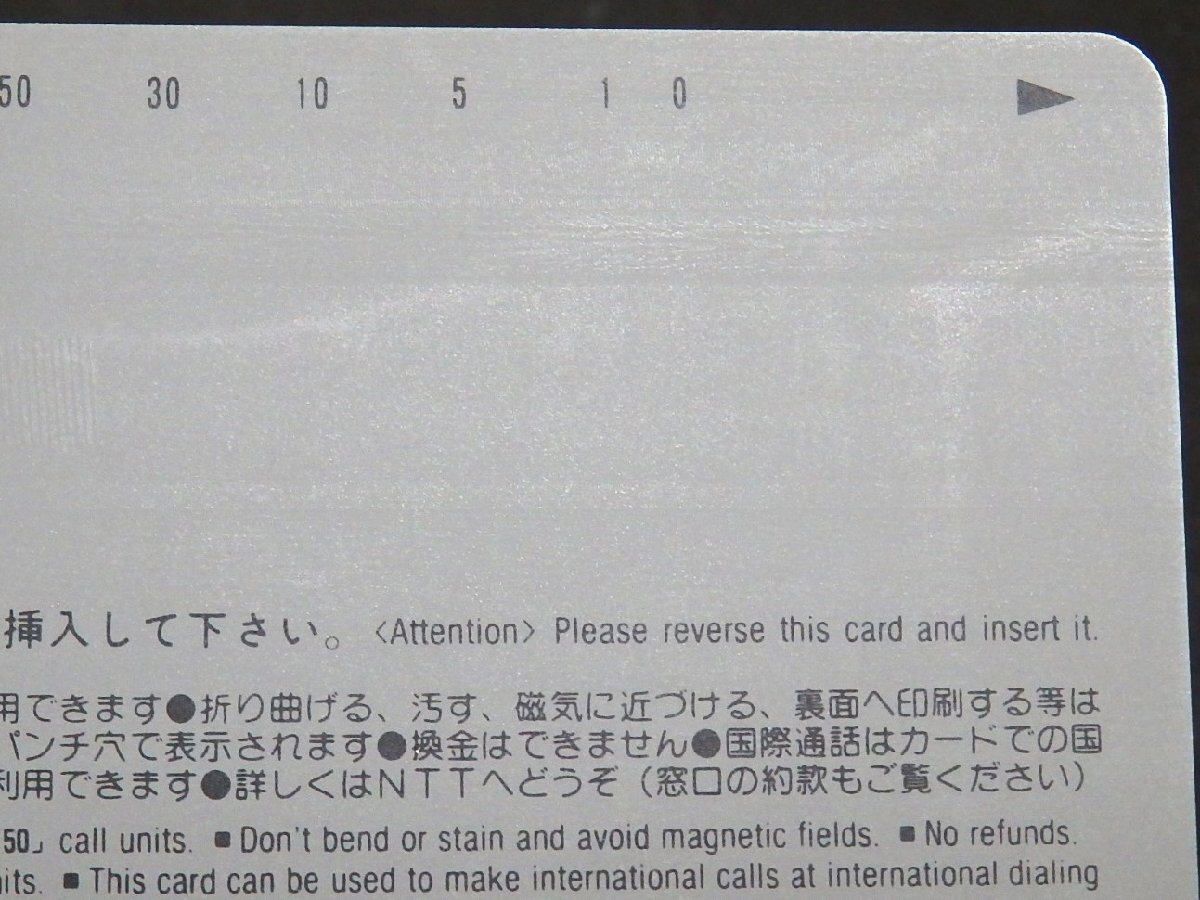 50 30 10 5 1 0
挿入して下さい。〈Attention〉 Please reverse this card and insert it.
用できます●折り曲げる、汚す、磁気に近づける、裏面へ印刷する等は
パンチ穴で表示されます●換金はできません●国際通話はカードでの国
利用できます●詳しくはNTTへどうぞ（窓口の約款もご覧ください）
50」 call units. ■ Don't bend or stain and avoid magnetic fields. ■ No refunds.
its. ■ This card can be used to make international calls at international dialing